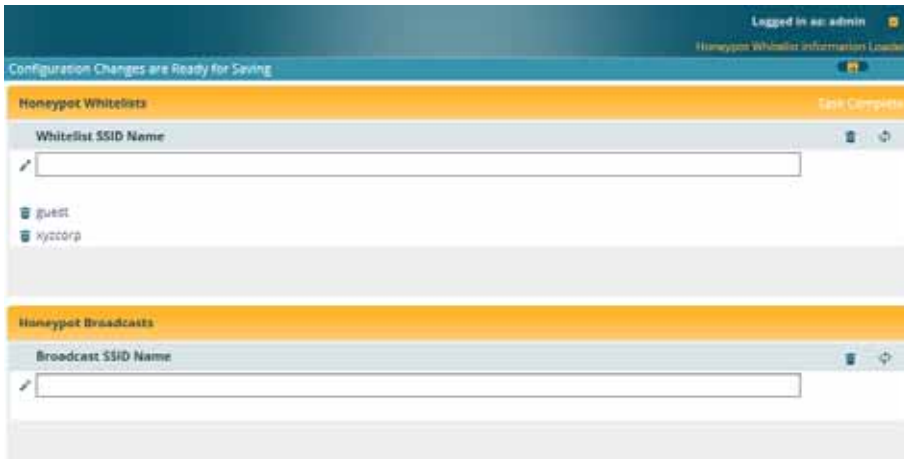 Logged in as: admin
Honeypot Whitelist Information Loade
Configuration Changes are Ready for Saving
Honeypot Whitelists
Task Complete
Whitelist SSID Name
guest
xyzcorp
Honeypot Broadcasts
Broadcast SSID Name